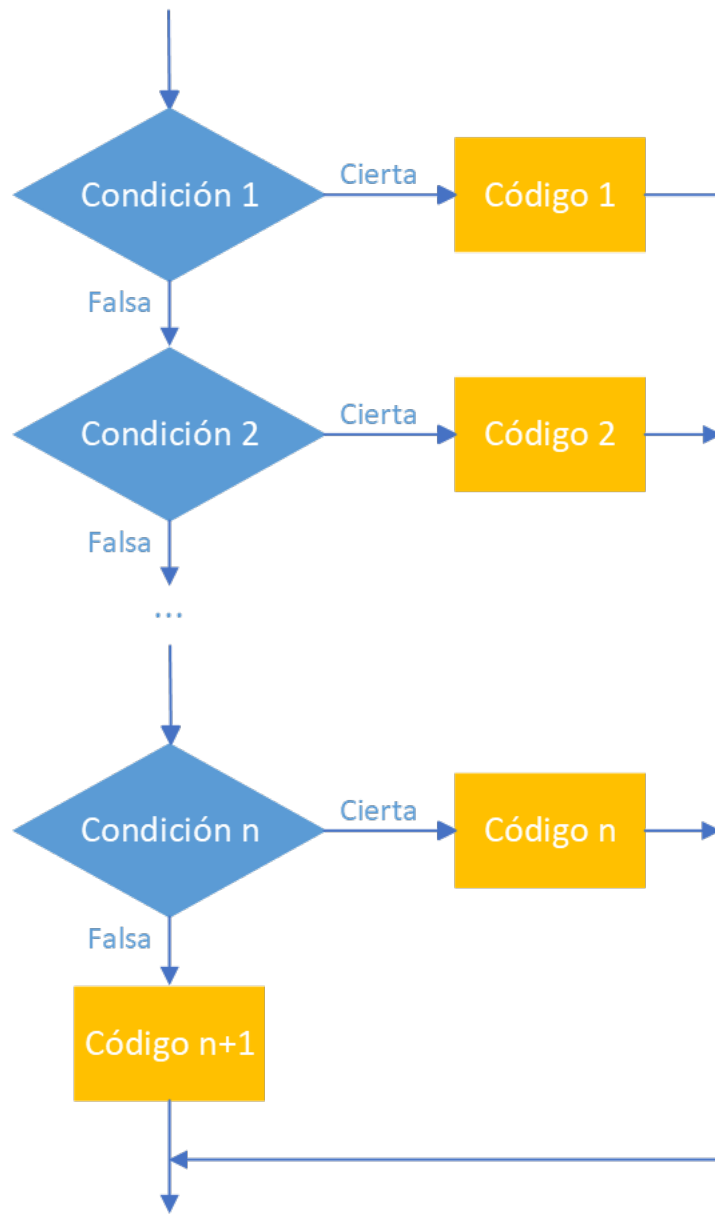 Condición 1
Cierta
Código 1
Falsa
Condición 2
Cierta
Código 2
Falsa
...
Condición n
Cierta
Código n
Falsa
Código n+1